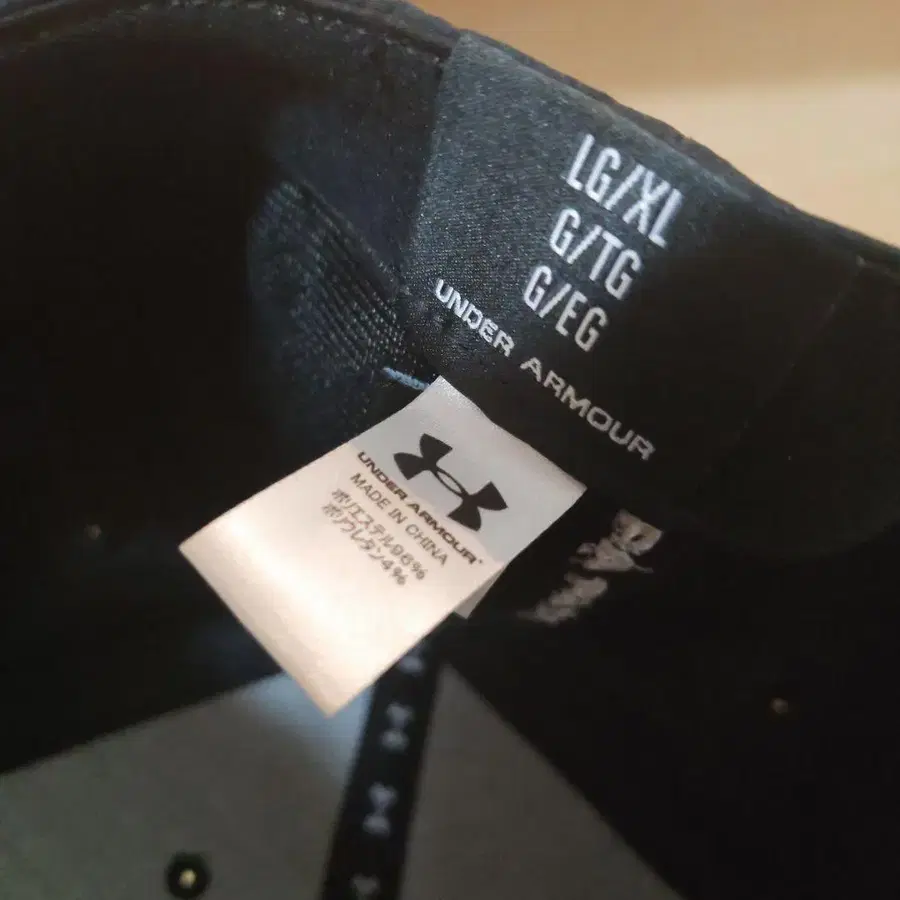 LG/XL
G/TG
G/EG
UNDER ARMOUR
UNDER ARMOUR
MADE IN CHINA
ポリエステル96%
ポリウレタン4%